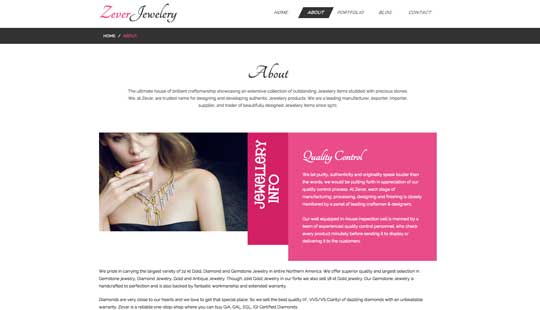 Zever Jewelery
HOME ABOUT PORTFOLIO BLOG CONTACT
HOME / ABOUT
About
The ultimate house of brilliant craftsmanship showcasing an extensive collection of outstanding Jewelery items studded with precious stones.
We, at Zever, are trusted name for designing and developing authentic Jewelery products. We are a leading manufacturer, exporter, importer,
supplier, and trader of beautifully designed Jewelery items since 1970.
JEWELLERY
INFO
Quality Control
We let purity, authenticity and originality speak louder than
the words, we would be putting forth in appreciation of our
quality control process. At Zever, each stage of
manufacturing, processing, designing and finishing is closely
monitored by a panel of leading craftsmen & designers.
Our well equipped in-house inspection cell is manned by a
team of experienced quality control personnel, who check
every product minutely before sending it to display or
delivering it to the customers.
We pride in carrying the largest variety of 22 kt Gold, Diamond and Gemstone Jewelry in entire Northern America. We offer superior quality and largest selection in
Gemstone jewelry, Diamond Jewelry, Gold and Antique jewelry. Though, 22kt Gold Jewelry in our forte we also sell 18 kt Gold jewelry. Our Gemstone Jewelry is
handcrafted to perfection and is also backed by fantastic workmanship and extended warranty.
Diamonds are very close to our hearts and we love to get that special place. So we sell the best quality (IF, VVS/VS Clarity) of dazzling diamonds with an unbeatable
warranty. Zever is a reliable one-stop shop where you can buy GIA, GAL, EGL, IGI Certified Diamonds.